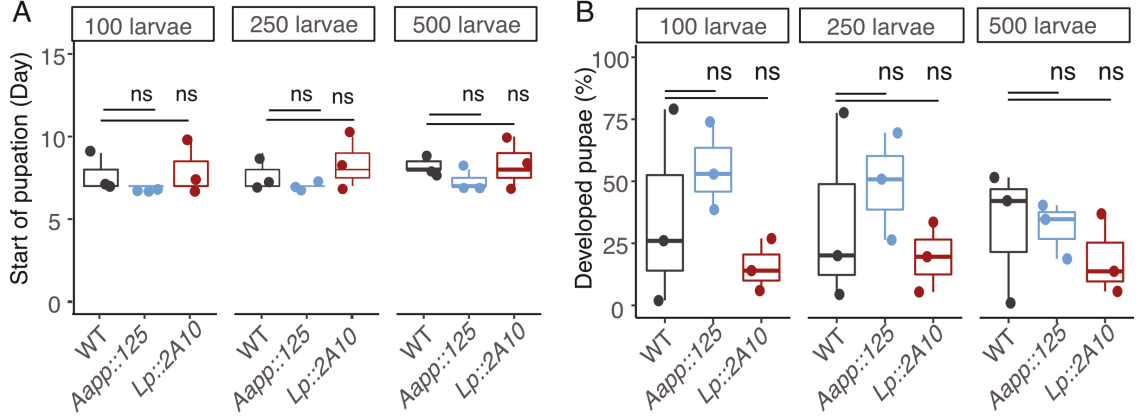 A
100 larvae
250 larvae
500 larvae
Start of pupation (Day)
15
10
5
0
ns
ns
ns
ns
ns
ns
WT
Aapp::125
Lp::2A10
WT
Aapp::125
Lp::2A10
WT
Aapp::125
Lp::2A10
B
100 larvae
250 larvae
500 larvae
Developed pupae (%)
100
75
50
25
0
ns
ns
ns
ns
ns
ns
WT
Aapp::125
Lp::2A10
WT
Aapp::125
Lp::2A10
WT
Aapp::125
Lp::2A10